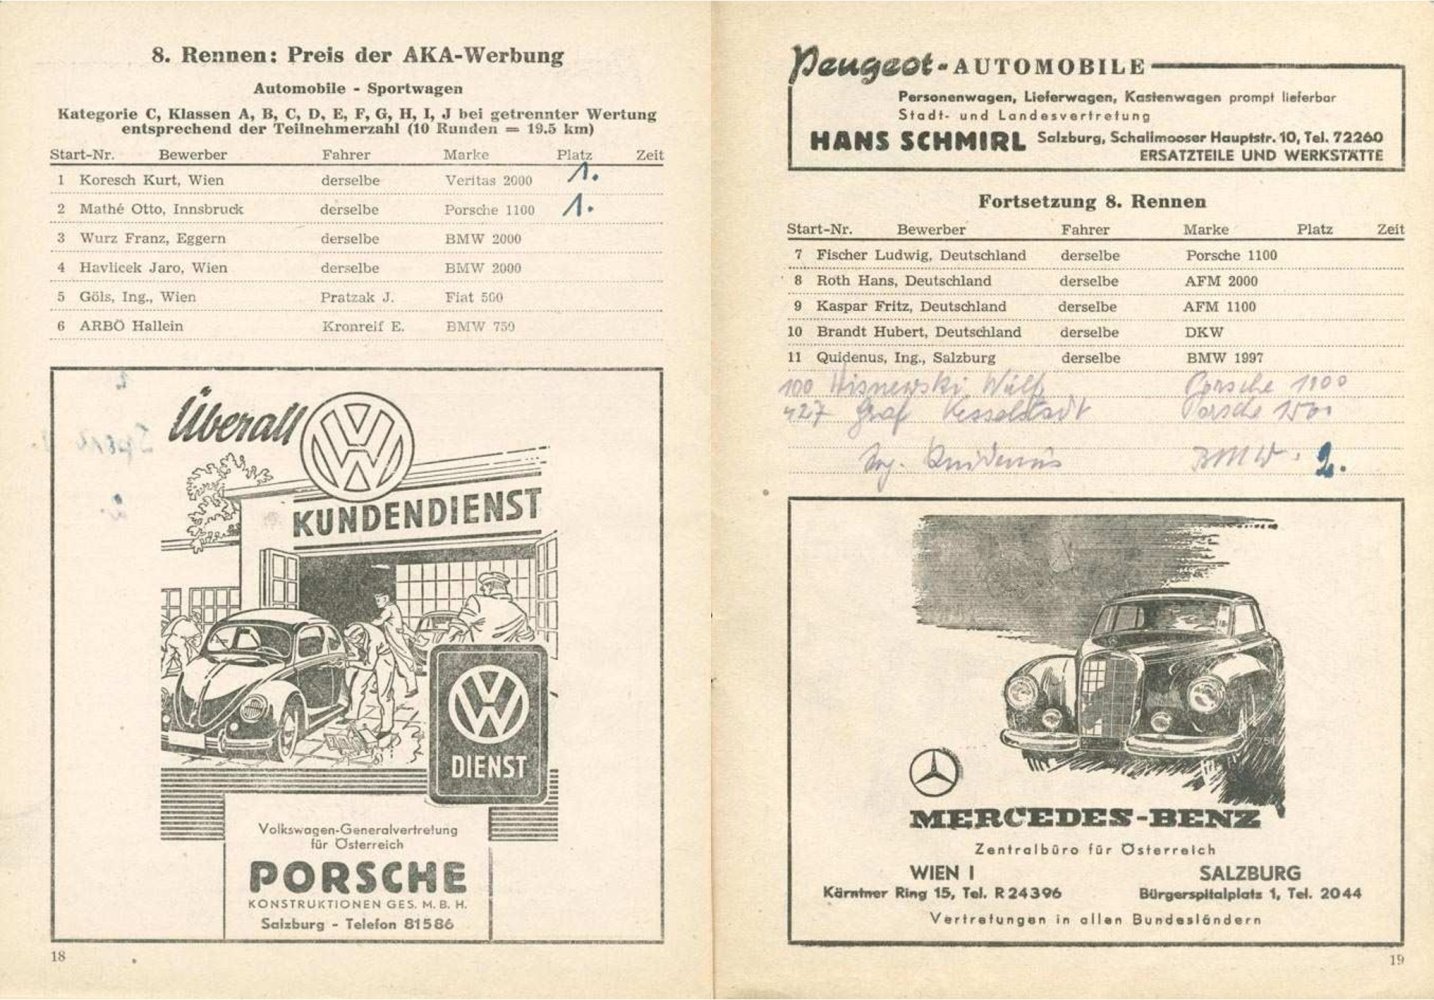 8. Rennen: Preis der AKA-Werbung
Automobile - Sportwagen
Kategorie C, Klassen A, B, C, D, E, F, G, H, I, J bei getrennter Wertung
entsprechend der Teilnehmerzahl (10 Runden = 19.5 km)
Start-Nr. Bewerber Fahrer Marke Platz Zeit
1 Koresch Kurt, Wien derselbe Veritas 2000 1.
2 Mathé Otto, Innsbruck derselbe Porsche 1100 1.
3 Wurz Franz, Eggern derselbe BMW 2000
4 Havlicek Jaro, Wien derselbe BMW 2000
5 Göls, Ing., Wien Pratzak J. Fiat 500
6 ARBÖ Hallein Kronreif E. BMW 750
Überall
KUNDENDIENST
DIENST
Volkswagen-Generalvertretung
für Österreich
PORSCHE
KONSTRUKTIONEN GES. M. B. H.
Salzburg - Telefon 81586
18
Peugeot - AUTOMOBILE
Personenwagen, Lieferwagen, Kastenwagen prompt lieferbar
Stadt- und Landesvertretung
HANS SCHMIRL Salzburg, Schallmooser Hauptstr. 10, Tel. 72260
ERSATZTEILE UND WERKSTÄTTE
Fortsetzung 8. Rennen
Start-Nr. Bewerber Fahrer Marke Platz Zeit
7 Fischer Ludwig, Deutschland derselbe Porsche 1100
8 Roth Hans, Deutschland derselbe AFM 2000
9 Kaspar Fritz, Deutschland derselbe AFM 1100
10 Brandt Hubert, Deutschland derselbe DKW
11 Quidenus, Ing., Salzburg derselbe BMW 1997
100 Wisnewski Wulf Porsche 1100
427 Graf Kesselstadt Porsche 1500
Ing. Quidenus BMW. 2.
MERCEDES-BENZ
Zentralbüro für Österreich
WIEN I SALZBURG
Kärntner Ring 15, Tel. R 24396 Bürgerspitalplatz 1, Tel. 2044
Vertretungen in allen Bundesländern
19